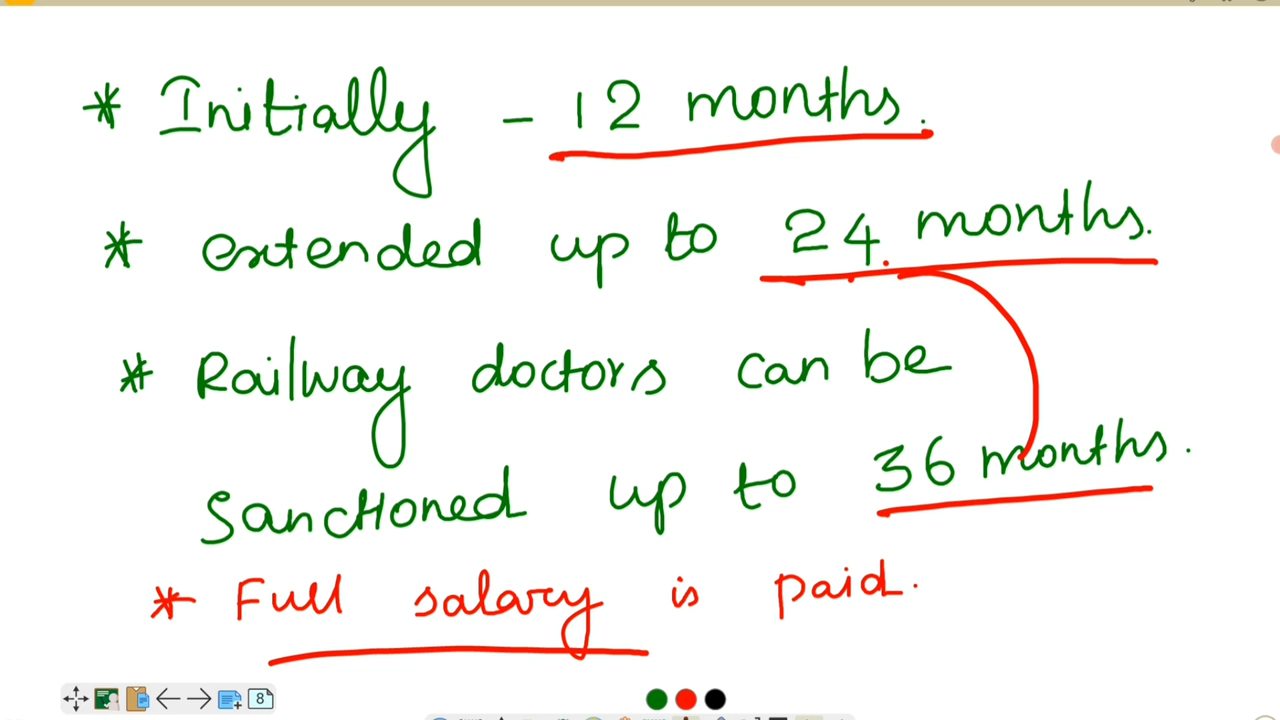 * Initially - 12 months.
* extended up to 24. months.
* Railway doctors can be
Sanctioned up to 36 months.
* Full salary is paid.
8